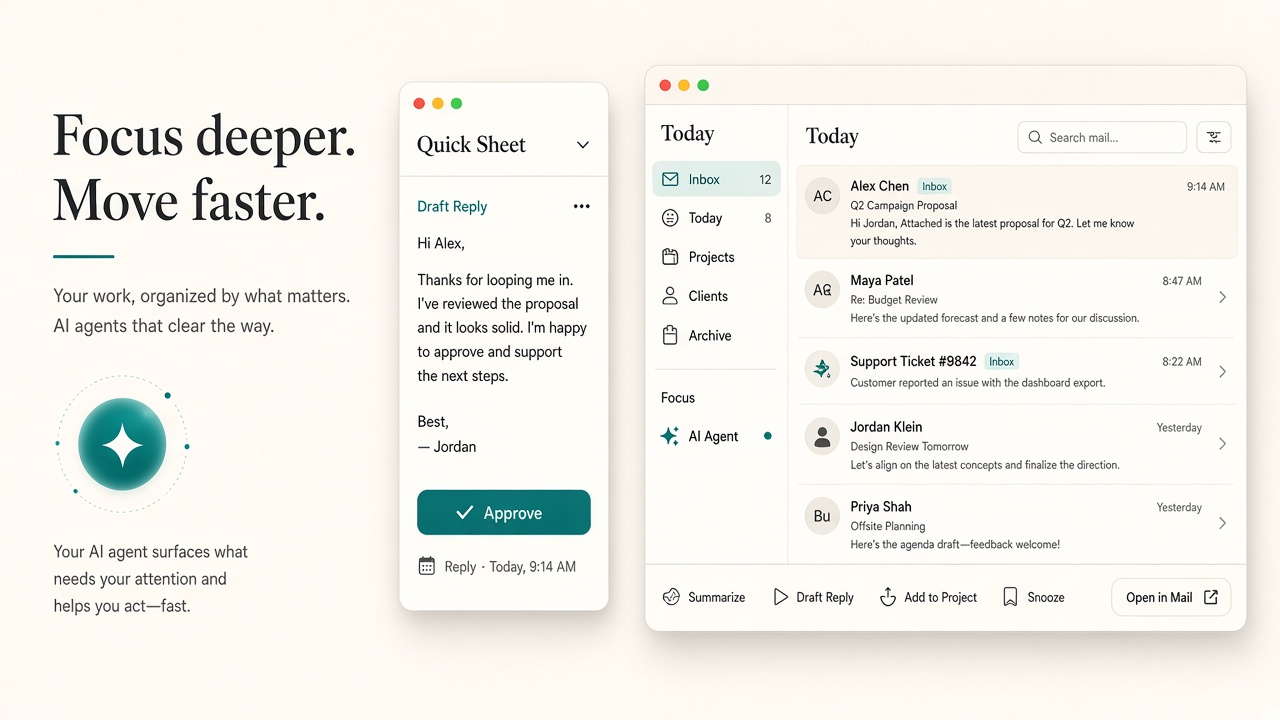 Focus deeper.
Move faster.
Your work, organized by what matters.
AI agents that clear the way.
Your AI agent surfaces what
needs your attention and
helps you act—fast.
Quick Sheet
Draft Reply
Hi Alex,
Thanks for looping me in.
I've reviewed the proposal
and it looks solid. I'm happy
to approve and support
the next steps.
Best,
— Jordan
Approve
Reply · Today, 9:14 AM
Today
Inbox 12
Today 8
Projects
Clients
Archive
Focus
AI Agent
Today
Search mail...
AC
Alex Chen Inbox 9:14 AM
Q2 Campaign Proposal
Hi Jordan, Attached is the latest proposal for Q2. Let me know
your thoughts.
Maya Patel 8:47 AM
Re: Budget Review
Here's the updated forecast and a few notes for our discussion.
Support Ticket #9842 Inbox 8:22 AM
Customer reported an issue with the dashboard export.
Jordan Klein Yesterday
Design Review Tomorrow
Let's align on the latest concepts and finalize the direction.
Bu
Priya Shah Yesterday
Offsite Planning
Here's the agenda draft—feedback welcome!
Summarize
Draft Reply
Add to Project
Snooze
Open in Mail